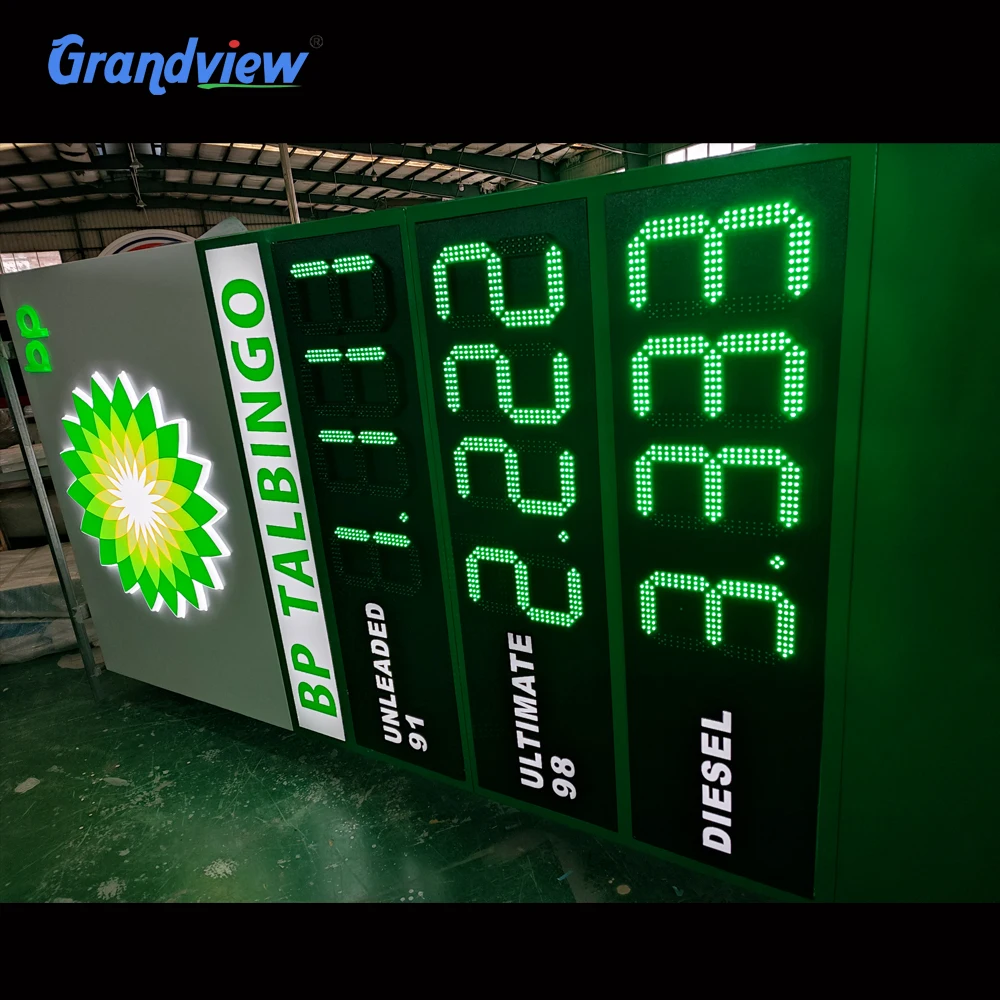 Grandview®
bp
BP TALBINGO
UNLEADED
91
1.111
ULTIMATE
98
2.222
DIESEL
3.333